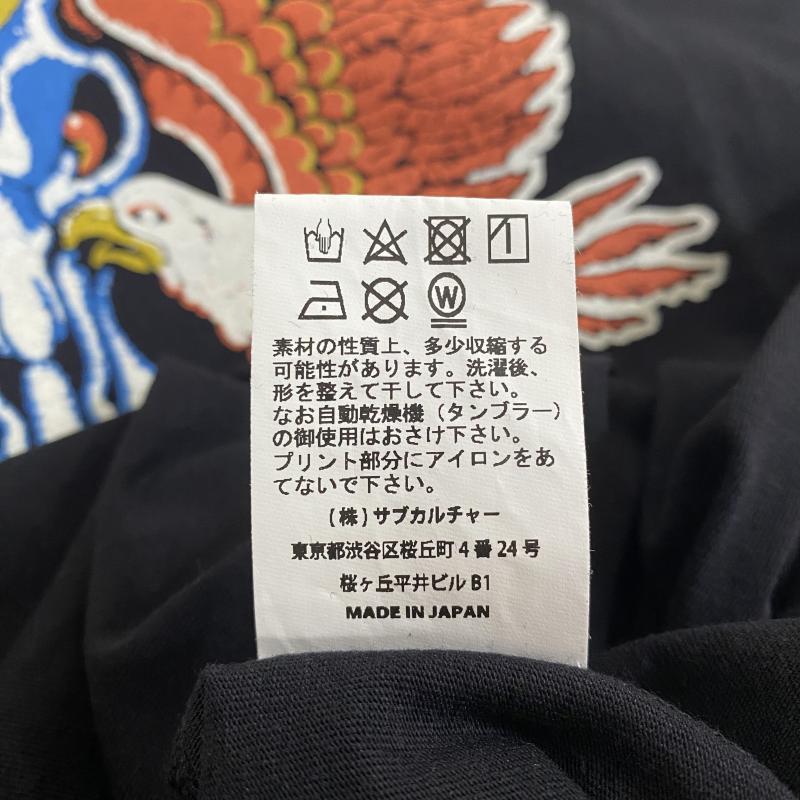 W
素材の性質上、多少収縮する
可能性があります。洗濯後、
形を整えて干して下さい。
なお自動乾燥機（タンブラー）
の御使用はおさけ下さい。
プリント部分にアイロンをあ
てないで下さい。
(株)サブカルチャー
東京都渋谷区桜丘町4番24号
桜ヶ丘平井ビル B1
MADE IN JAPAN